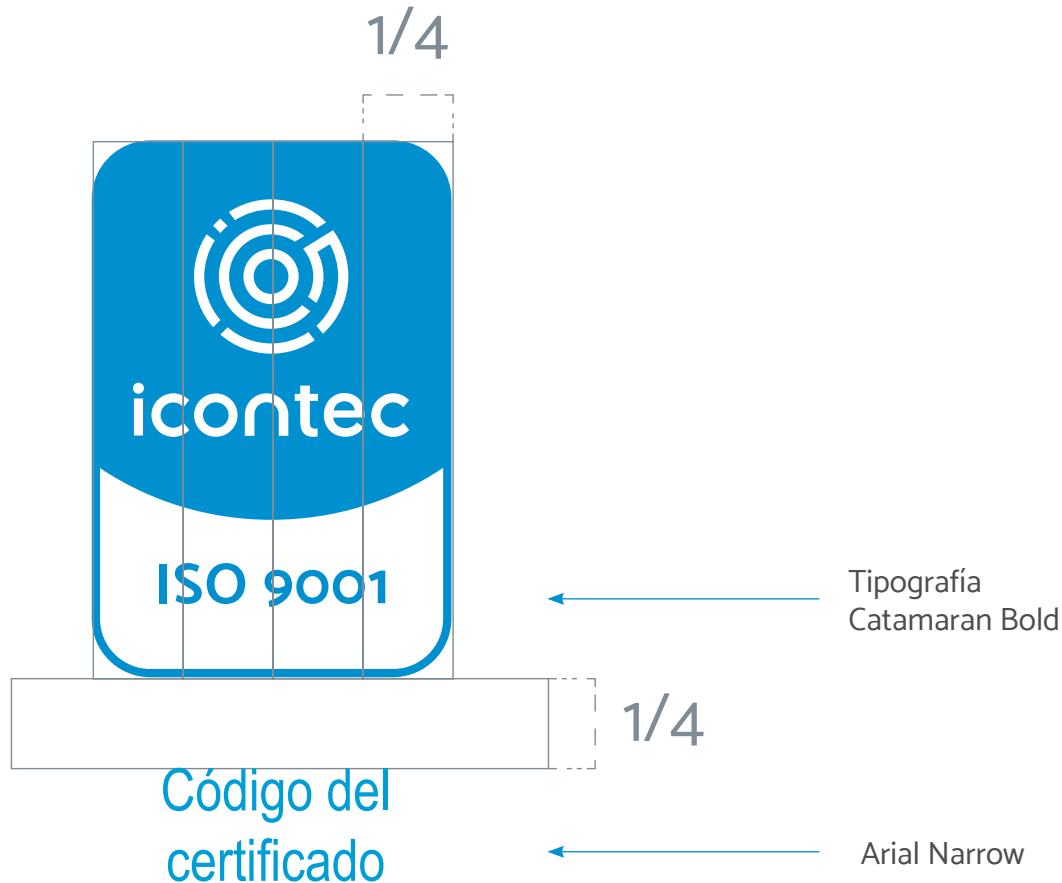 1/4
icontec
ISO 9001
Tipografía
Catamaran Bold
1/4
Código del
certificado
Arial Narrow